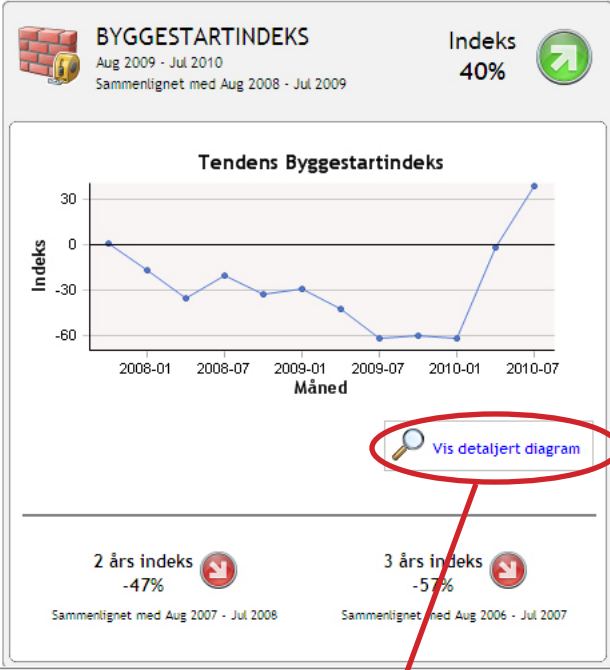 BYGGESTARTINDEKS
Aug 2009 - Jul 2010
Sammenlignet med Aug 2008 - Jul 2009
Indeks
40%
Tendens Byggestartindeks
Indeks
30
0
-30
-60
2008-01 2008-07 2009-01 2009-07 2010-01 2010-07
Måned
Vis detaljert diagram
2 års indeks
-47%
Sammenlignet med Aug 2007 - Jul 2008
3 års indeks
-57%
Sammenlignet med Aug 2006 - Jul 2007